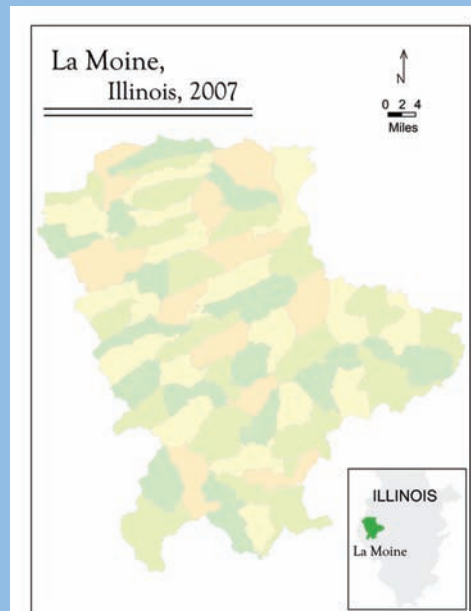 La Moine,
Illinois, 2007
N
0 2 4
Miles
ILLINOIS
La Moine